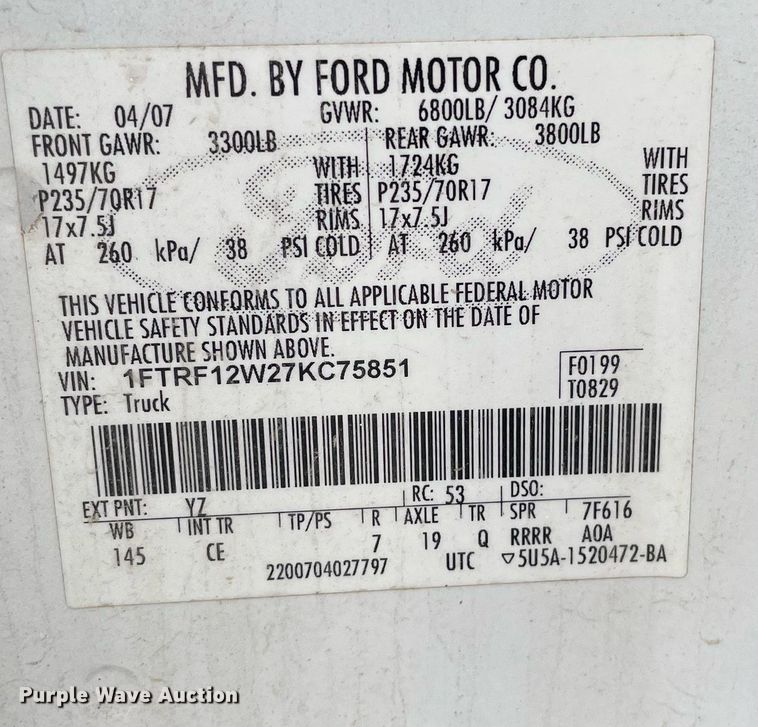 MFD. BY FORD MOTOR CO.
DATE: 04/07 GVWR: 6800LB/ 3084KG
FRONT GAWR: 3300LB REAR GAWR: 3800LB
1497KG WITH 1724KG WITH
P235/70R17 TIRES P235/70R17 TIRES
17x7.5J RIMS 17x7.5J RIMS
AT 260 kPa/ 38 PSI COLD AT 260 kPa/ 38 PSI COLD
Ford
THIS VEHICLE CONFORMS TO ALL APPLICABLE FEDERAL MOTOR
VEHICLE SAFETY STANDARDS IN EFFECT ON THE DATE OF
MANUFACTURE SHOWN ABOVE.
VIN: 1FTRF12W27KC75851 F0199
TYPE: Truck T0829
EXT PNT: YZ RC: 53 DSO:
WB INT TR TP/PS R AXLE TR SPR 7F616
145 CE 7 19 Q RRRR A0A
2200704027797 UTC ▽5U5A-1520472-BA
Purple Wave Auction